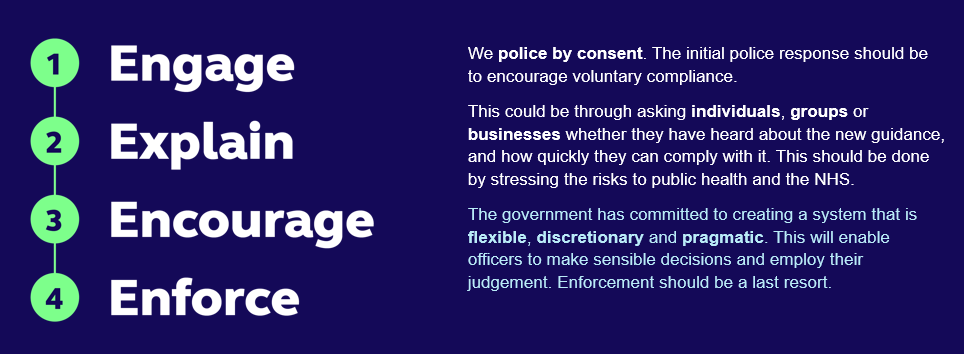 1 Engage
2 Explain
3 Encourage
4 Enforce
We police by consent. The initial police response should be
to encourage voluntary compliance.
This could be through asking individuals, groups or
businesses whether they have heard about the new guidance,
and how quickly they can comply with it. This should be done
by stressing the risks to public health and the NHS.
The government has committed to creating a system that is
flexible, discretionary and pragmatic. This will enable
officers to make sensible decisions and employ their
judgement. Enforcement should be a last resort.